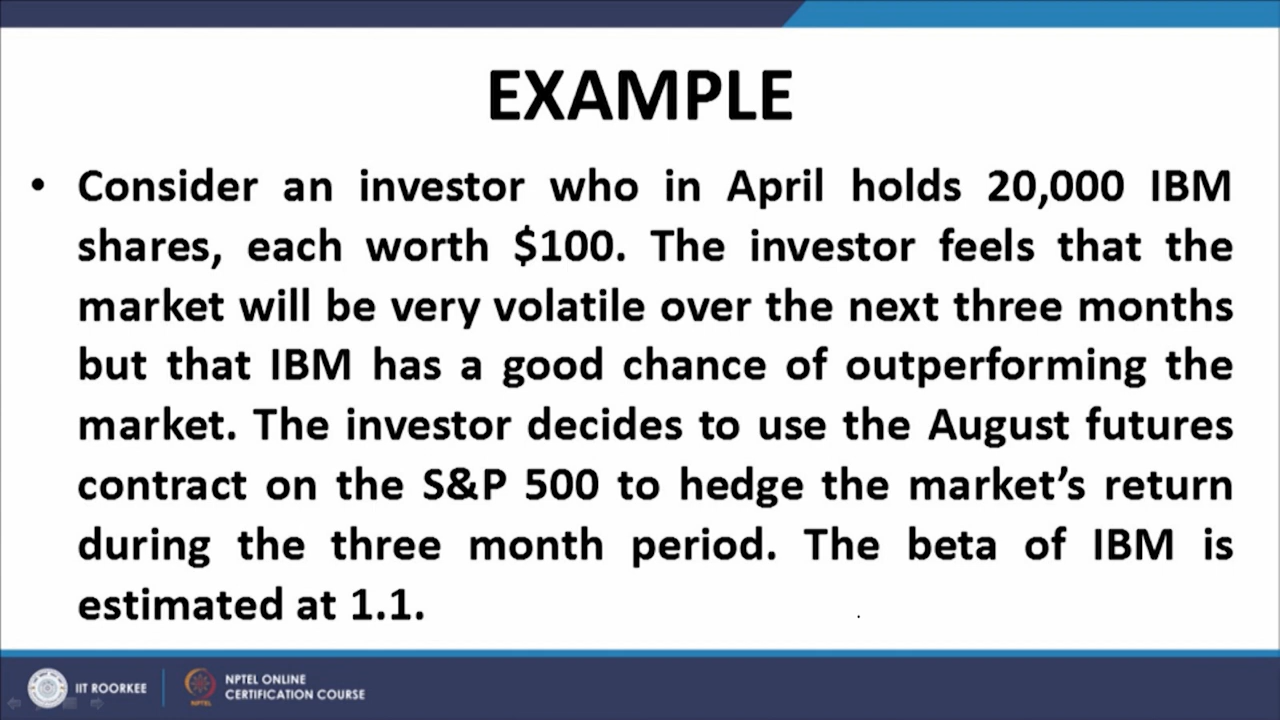 EXAMPLE
• Consider an investor who in April holds 20,000 IBM
shares, each worth $100. The investor feels that the
market will be very volatile over the next three months
but that IBM has a good chance of outperforming the
market. The investor decides to use the August futures
contract on the S&P 500 to hedge the market’s return
during the three month period. The beta of IBM is
estimated at 1.1.
IIT ROORKEE
NPTEL
NPTEL ONLINE
CERTIFICATION COURSE